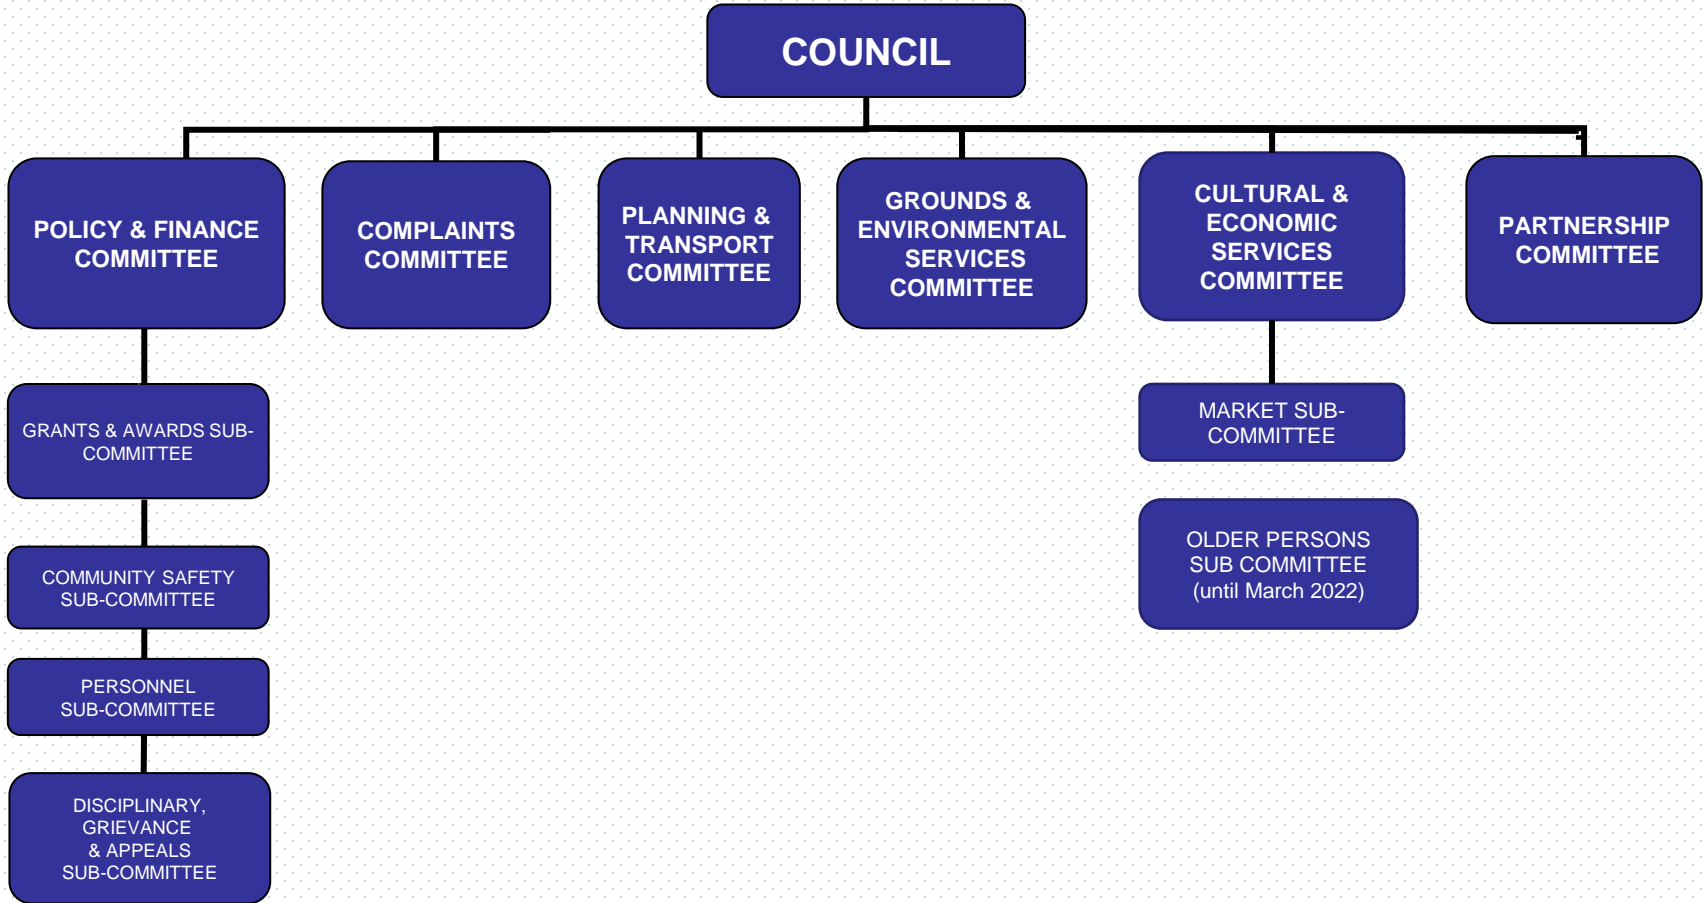 COUNCIL
POLICY & FINANCE
COMMITTEE
COMPLAINTS
COMMITTEE
PLANNING &
TRANSPORT
COMMITTEE
GROUNDS &
ENVIRONMENTAL
SERVICES
COMMITTEE
CULTURAL &
ECONOMIC
SERVICES
COMMITTEE
PARTNERSHIP
COMMITTEE
GRANTS & AWARDS SUB-
COMMITTEE
MARKET SUB-
COMMITTEE
COMMUNITY SAFETY
SUB-COMMITTEE
OLDER PERSONS
SUB COMMITTEE
(until March 2022)
PERSONNEL
SUB-COMMITTEE
DISCIPLINARY,
GRIEVANCE
& APPEALS
SUB-COMMITTEE